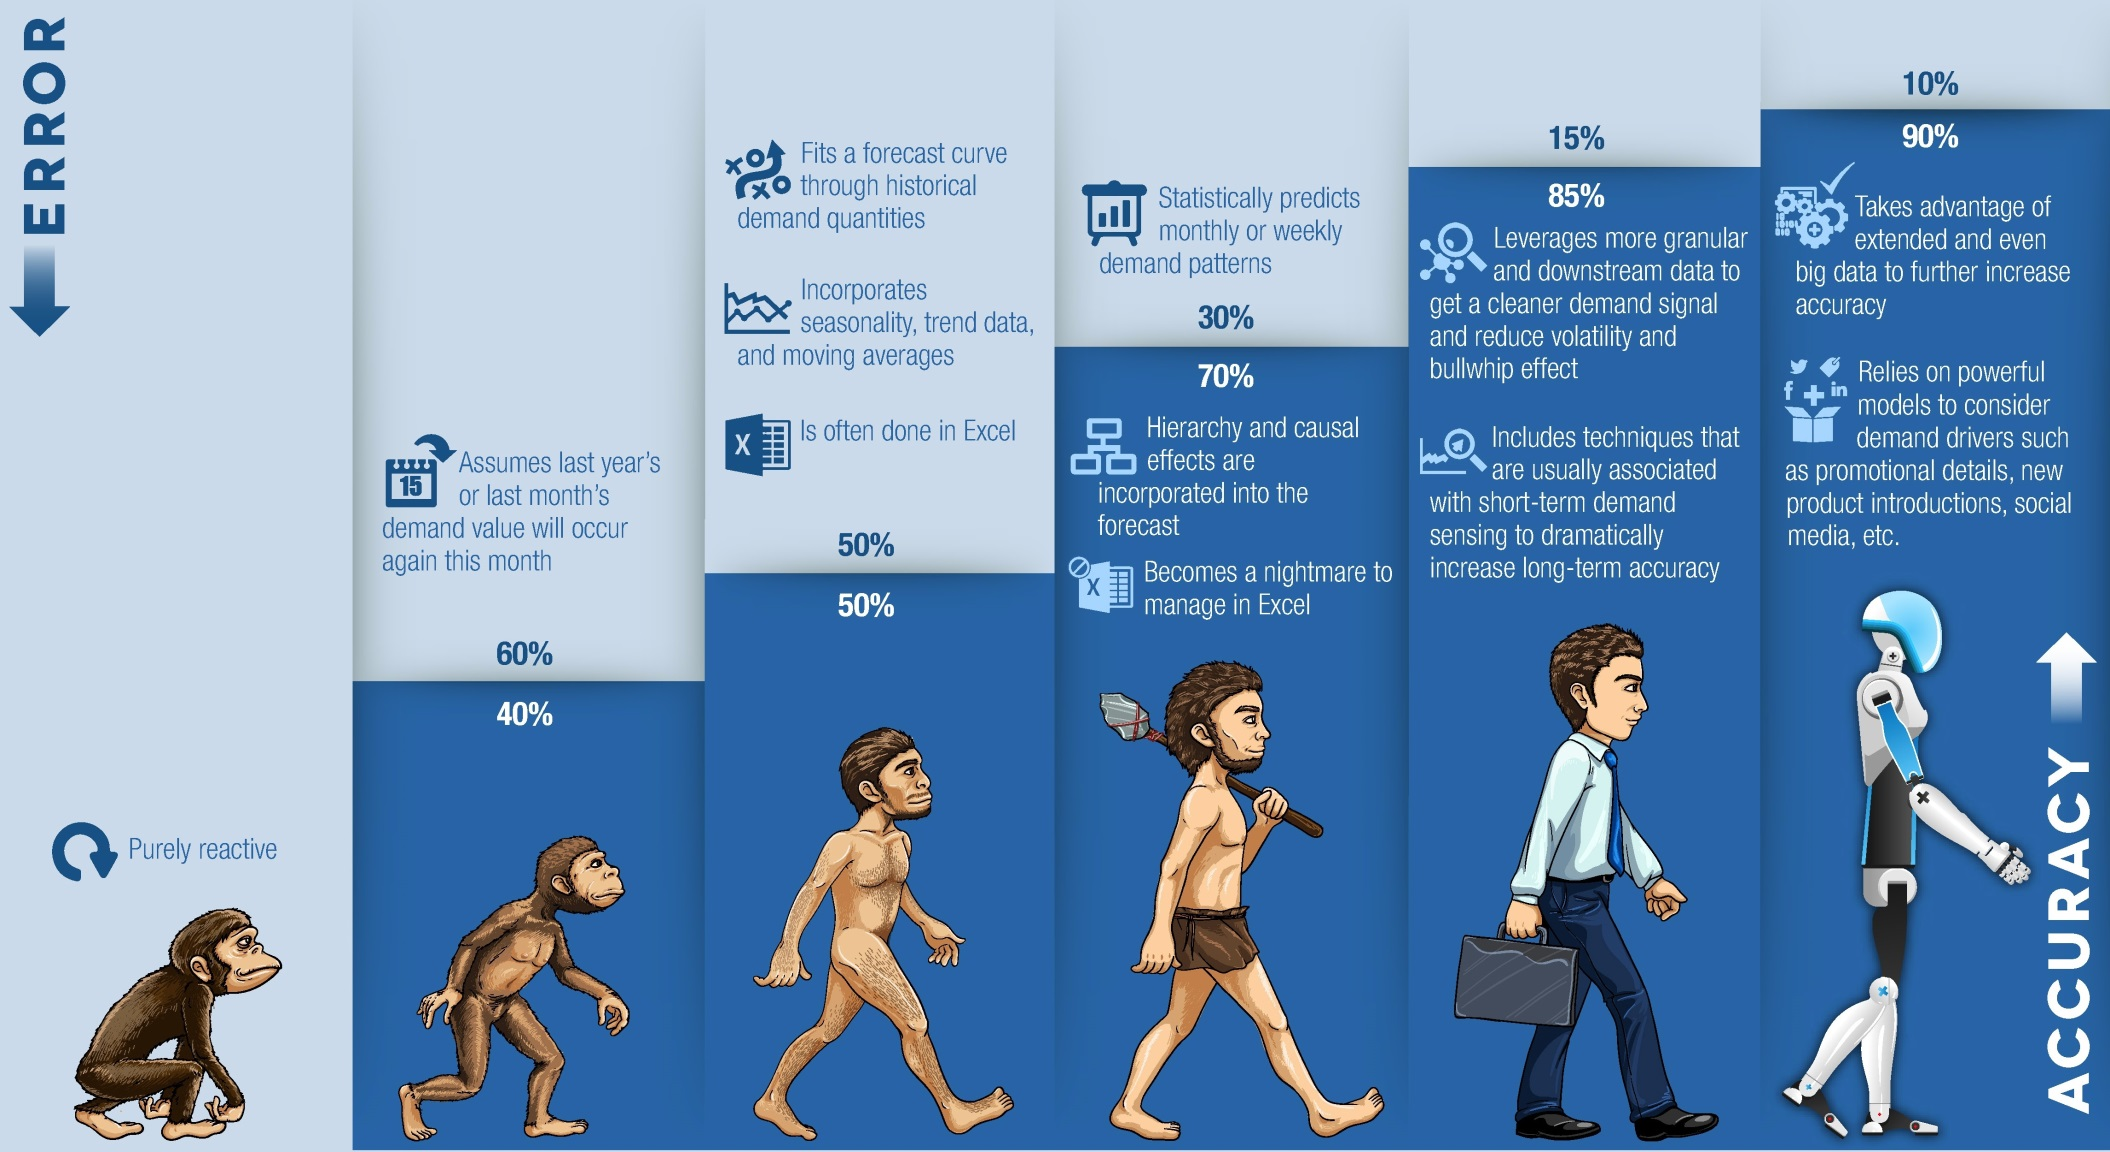 ERROR
Purely reactive
15
Assumes last year's
or last month's
demand value will occur
again this month
60%
40%
Fits a forecast curve
through historical
demand quantities
Incorporates
seasonality, trend data,
and moving averages
X
Is often done in Excel
50%
50%
Statistically predicts
monthly or weekly
demand patterns
30%
70%
Hierarchy and causal
effects are
incorporated into the
forecast
X
Becomes a nightmare to
manage in Excel
15%
85%
Leverages more granular
and downstream data to
get a cleaner demand signal
and reduce volatility and
bullwhip effect
Includes techniques that
are usually associated
with short-term demand
sensing to dramatically
increase long-term accuracy
10%
90%
Takes advantage of
extended and even
big data to further increase
accuracy
f in
Relies on powerful
models to consider
demand drivers such
as promotional details, new
product introductions, social
media, etc.
ACCURACY